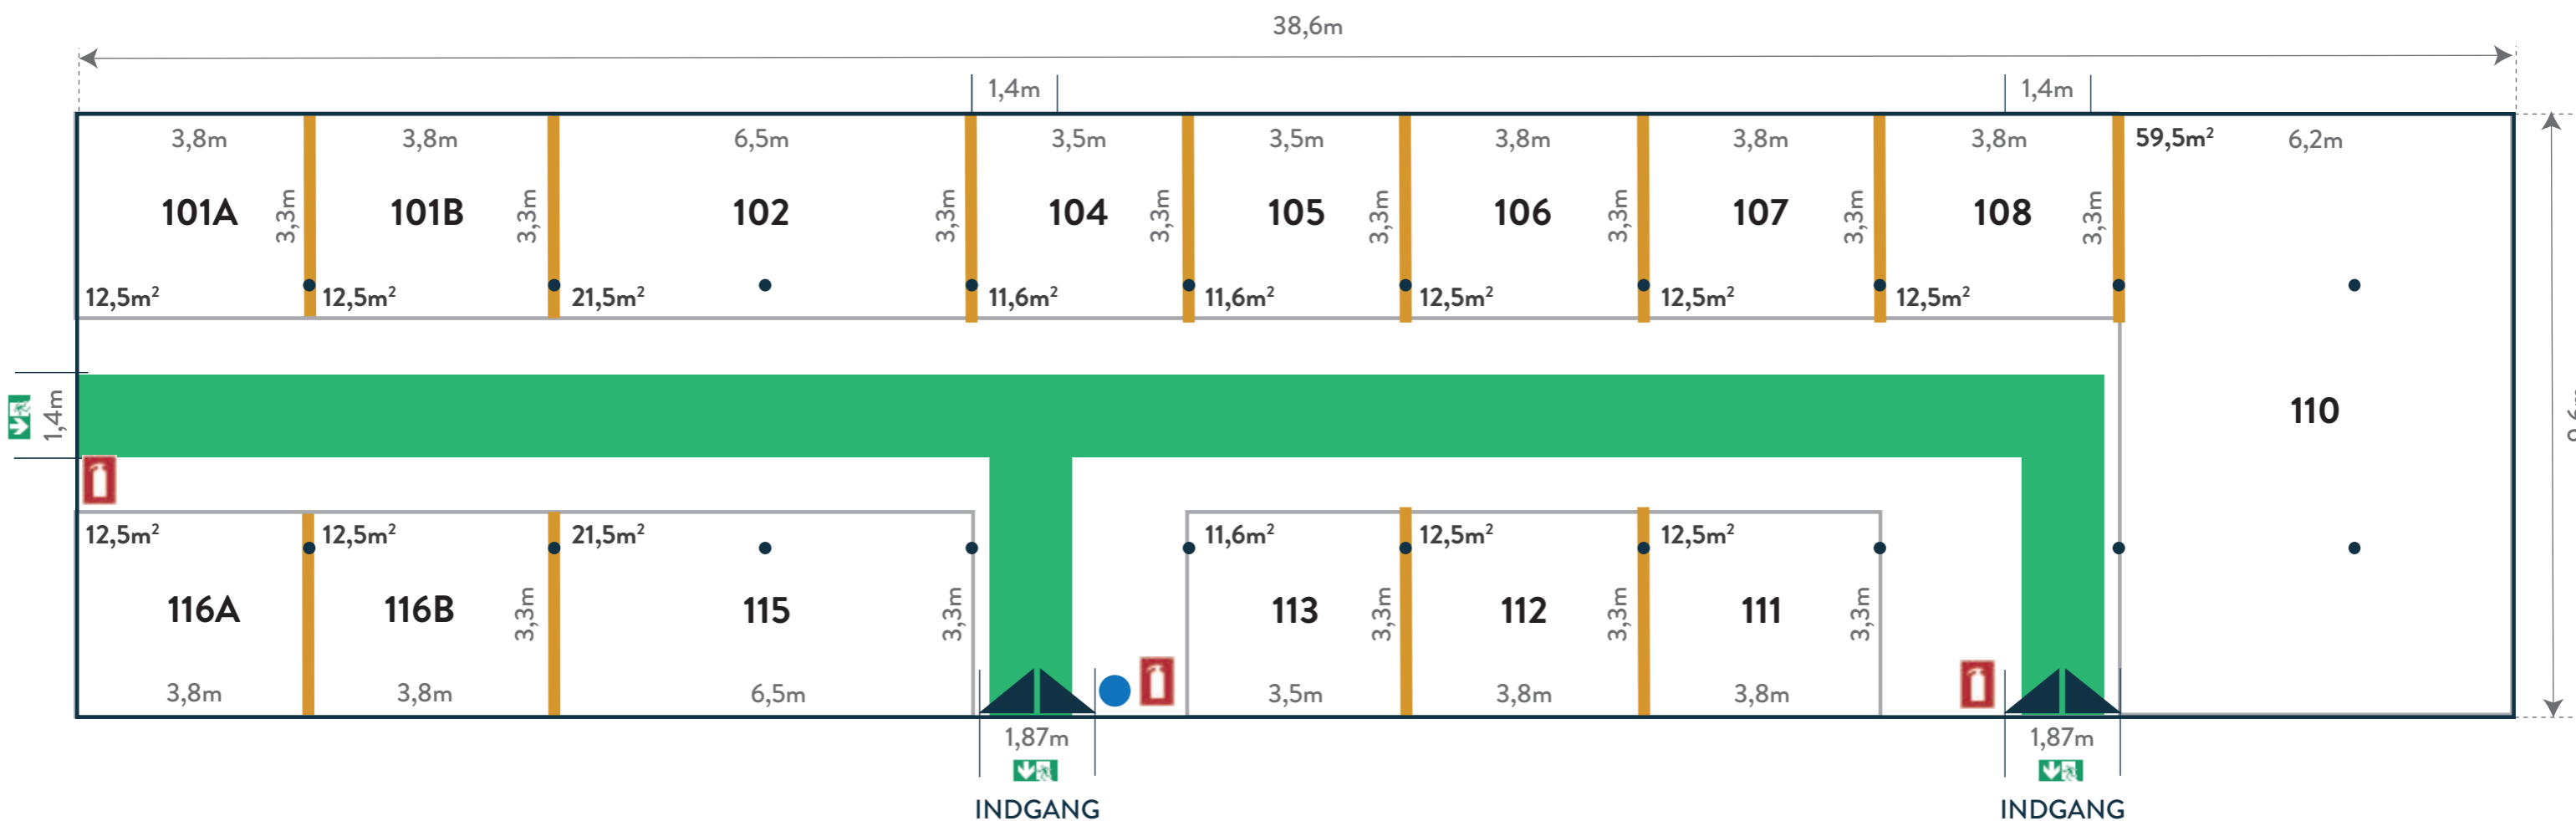 38,6m
1,4m 1,4m
3,8m 3,8m 6,5m 3,5m 3,5m 3,8m 3,8m 3,8m 59,5m² 6,2m
101A 3,3m 101B 3,3m 102 3,3m 104 3,3m 105 3,3m 106 3,3m 107 3,3m 108 3,3m
12,5m² 12,5m² 21,5m² 11,6m² 11,6m² 12,5m² 12,5m² 12,5m²
1,4m 110
12,5m² 12,5m² 21,5m² 11,6m² 12,5m² 12,5m²
116A 116B 3,3m 115 3,3m 113 3,3m 112 3,3m 111 3,3m
3,8m 3,8m 6,5m 3,5m 3,8m 3,8m
1,87m 1,87m
INDGANG INDGANG